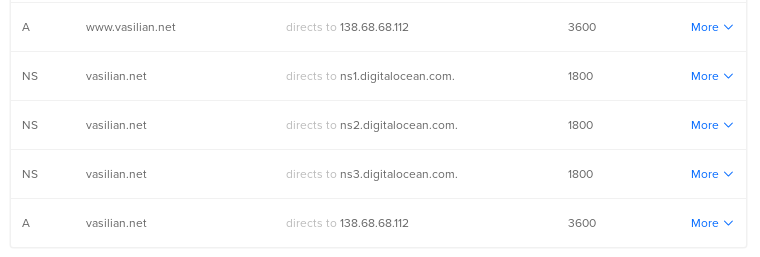 A www.vasilian.net directs to 138.68.68.112 3600 More
NS vasilian.net directs to ns1.digitalocean.com. 1800 More
NS vasilian.net directs to ns2.digitalocean.com. 1800 More
NS vasilian.net directs to ns3.digitalocean.com. 1800 More
A vasilian.net directs to 138.68.68.112 3600 More